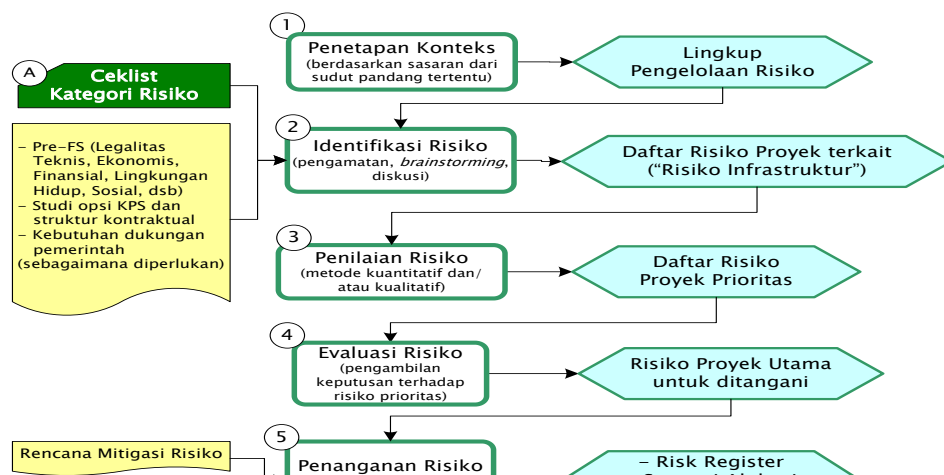 1
Penetapan Konteks
(berdasarkan sasaran dari
sudut pandang tertentu)
Lingkup
Pengelolaan Risiko
A
Ceklist
Kategori Risiko
– Pre-FS (Legalitas
Teknis, Ekonomis,
Finansial, Lingkungan
Hidup, Sosial, dsb)
– Studi opsi KPS dan
struktur kontraktual
– Kebutuhan dukungan
pemerintah
(sebagaimana diperlukan)
2
Identifikasi Risiko
(pengamatan, brainstorming,
diskusi)
Daftar Risiko Proyek terkait
(“Risiko Infrastruktur”)
3
Penilaian Risiko
(metode kuantitatif dan/
atau kualitatif)
Daftar Risiko
Proyek Prioritas
4
Evaluasi Risiko
(pengambilan
keputusan terhadap
risiko prioritas)
Risiko Proyek Utama
untuk ditangani
5
Rencana Mitigasi Risiko
Penanganan Risiko
– Risk Register